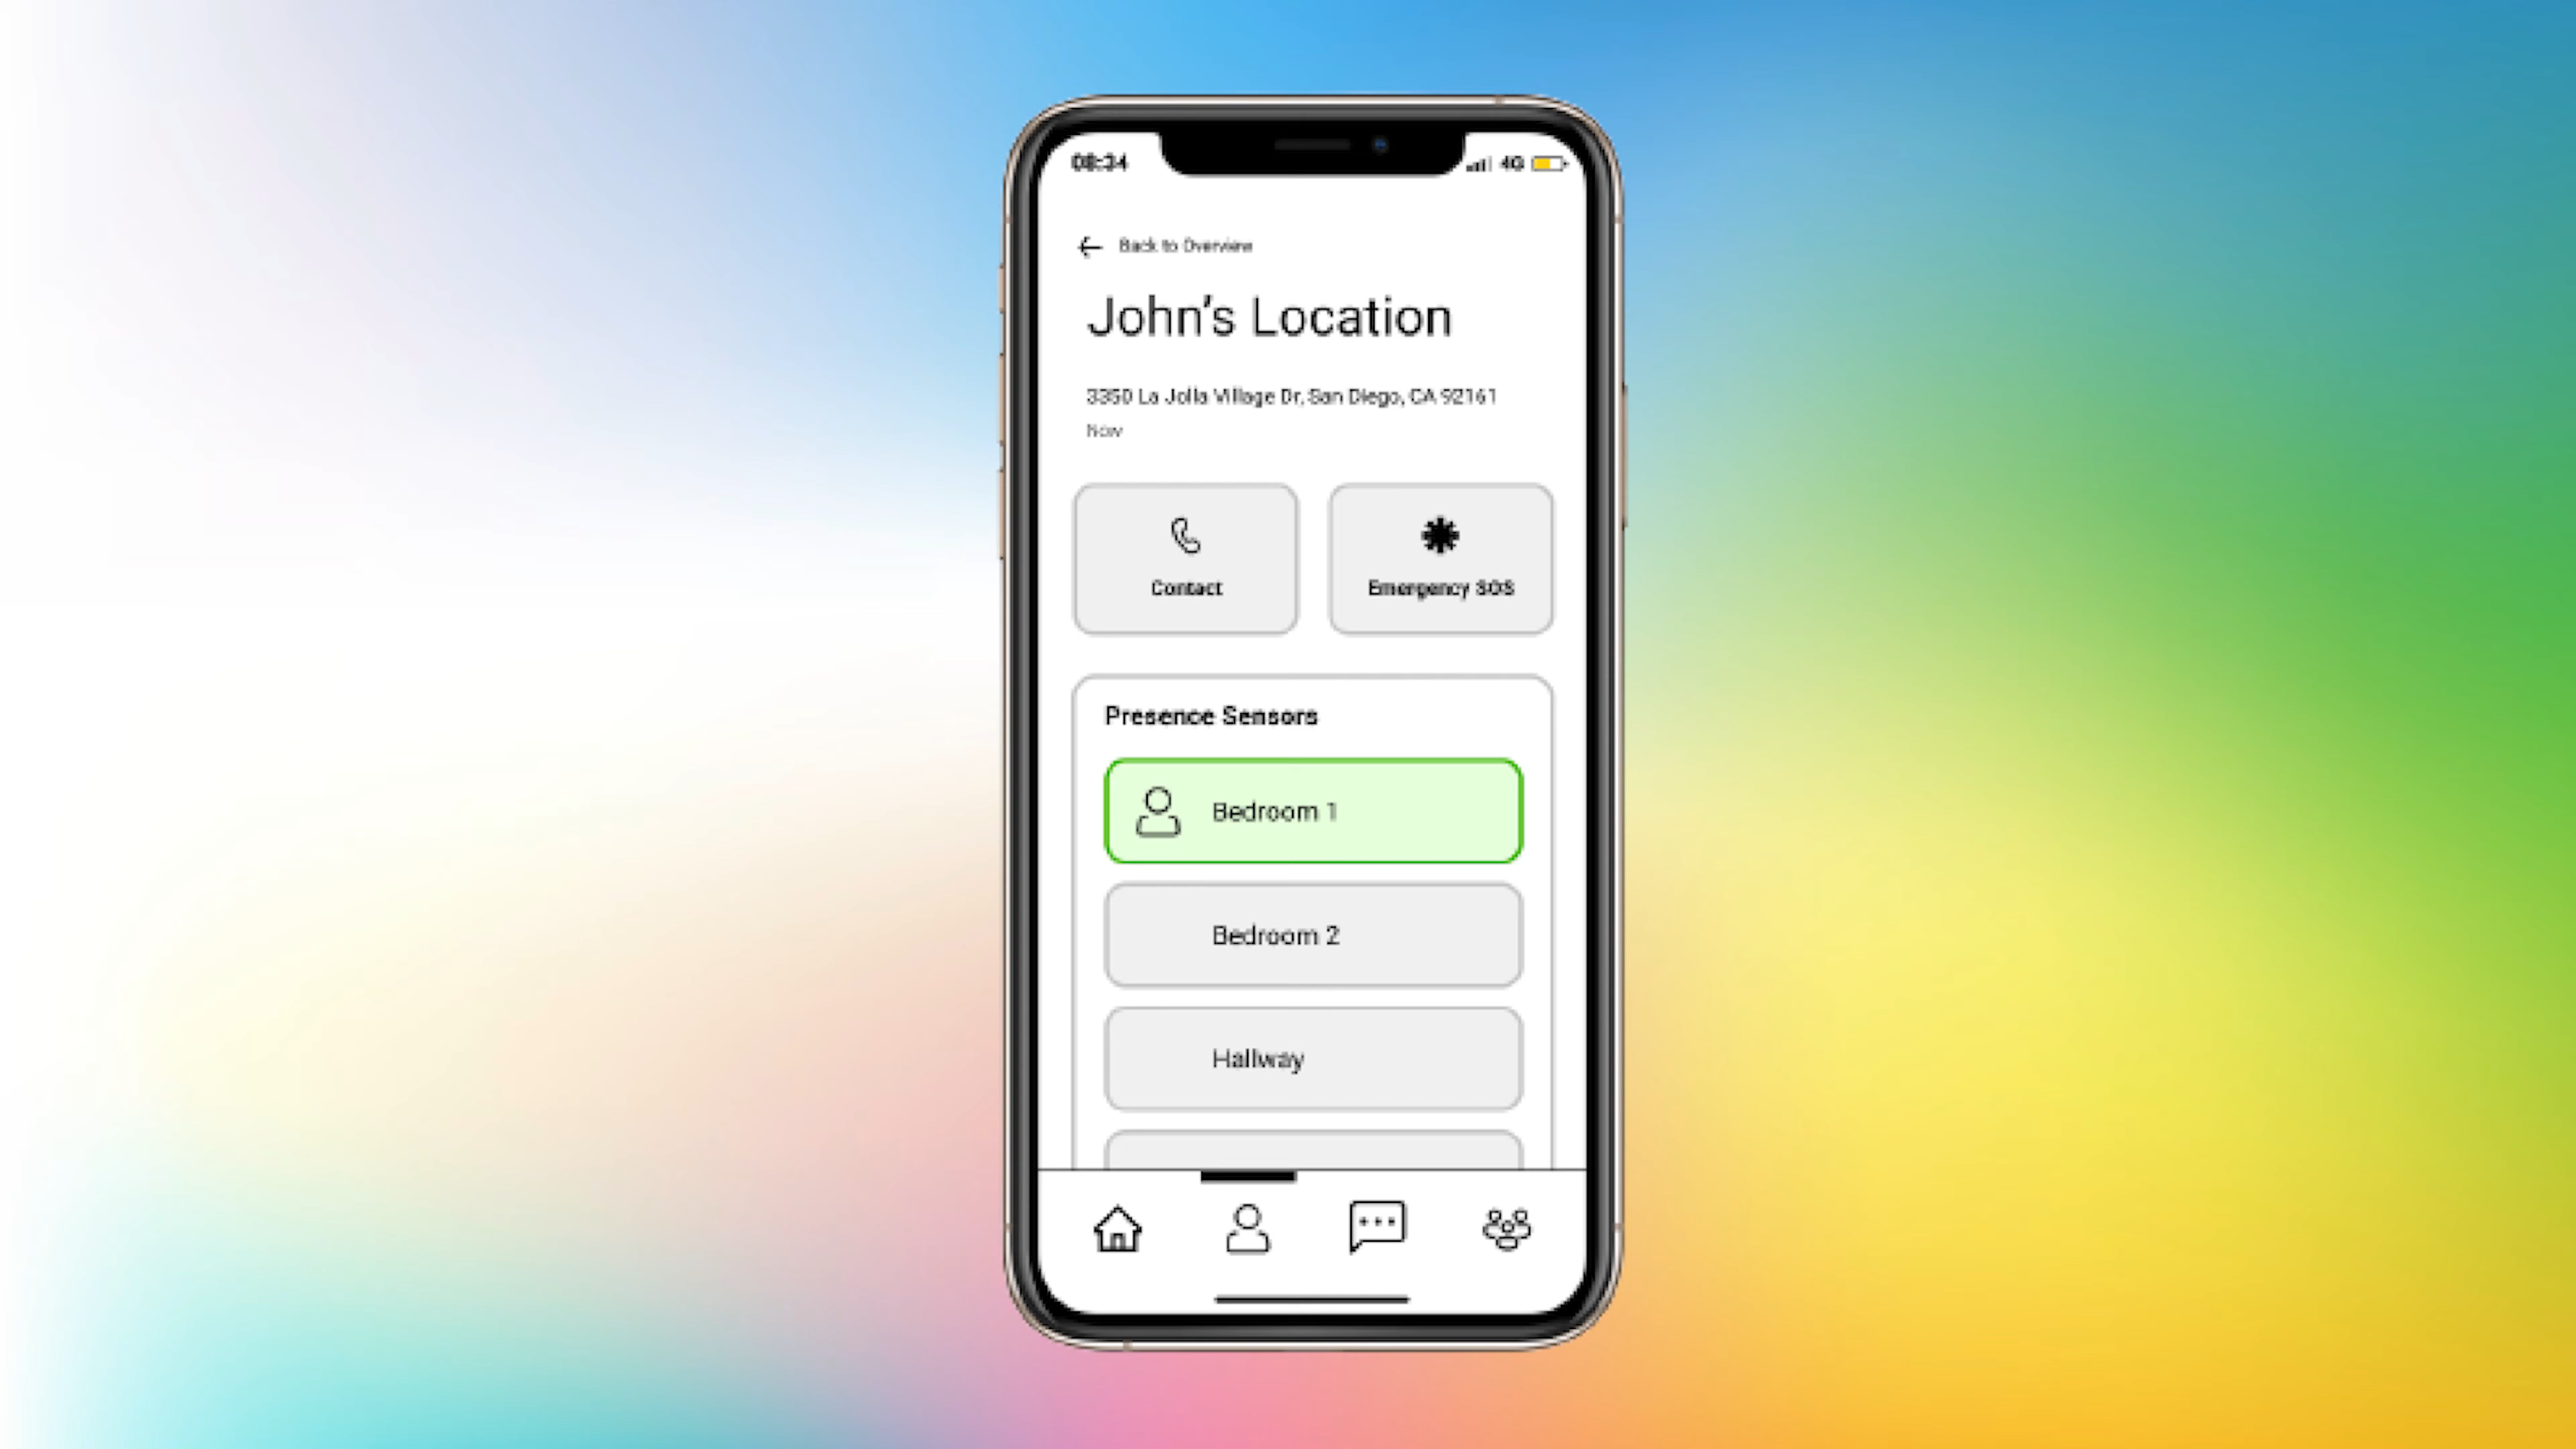 08:34
4G
Back to Overview
John's Location
3350 La Jolla Village Dr, San Diego, CA 92161
Now
Contact
Emergency SOS
Presence Sensors
Bedroom 1
Bedroom 2
Hallway